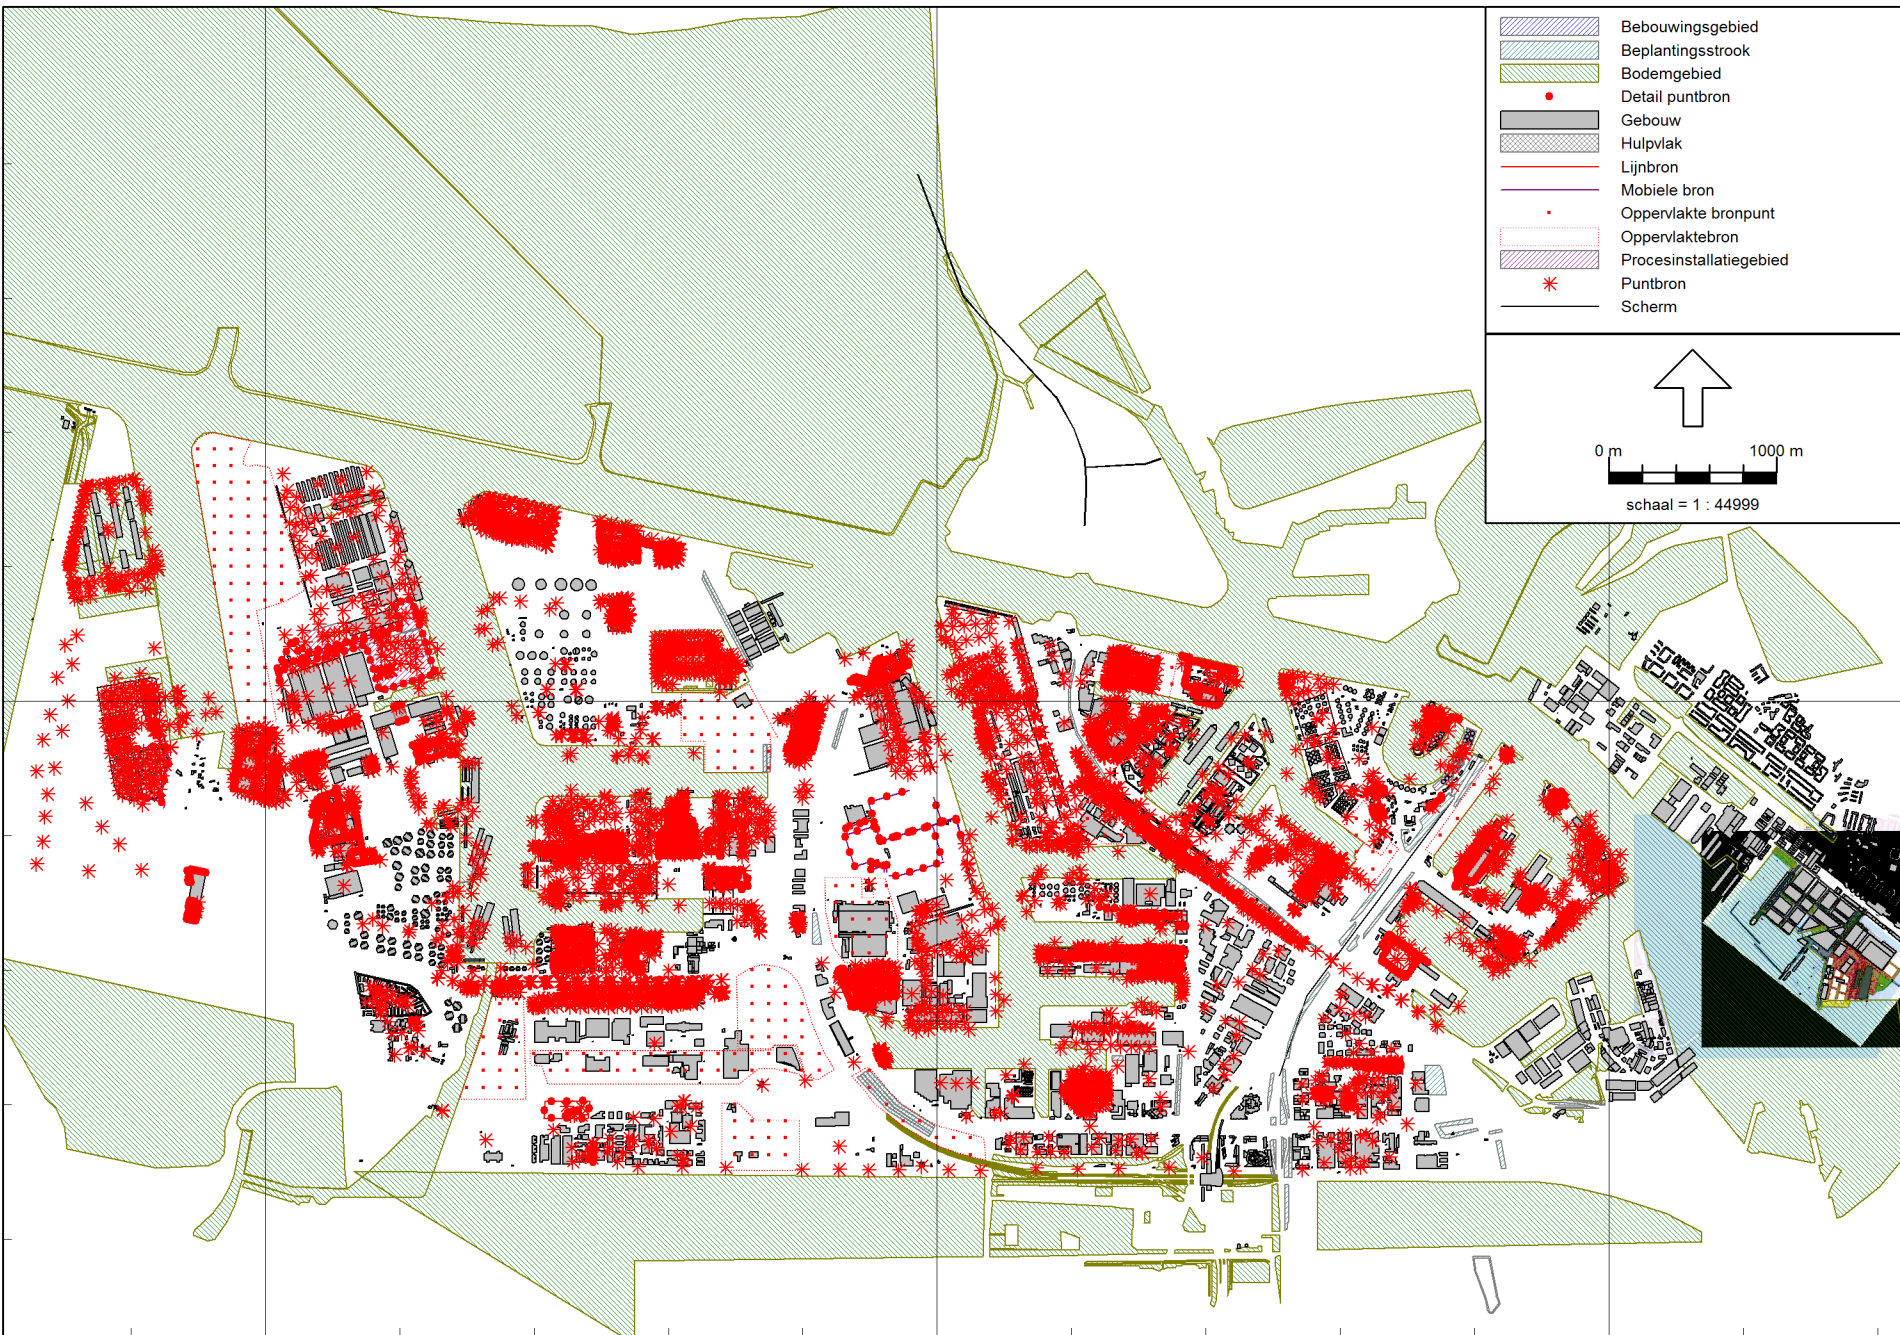 Bebouwingsgebied
Beplantingsstrook
Bodemgebied
Detail puntbron
Gebouw
Hulpvlak
Lijnbron
Mobiele bron
Oppervlakte bronpunt
Oppervlaktebron
Procesinstallatiegebied
Puntbron
Scherm
0 m 1000 m
schaal = 1 : 44999